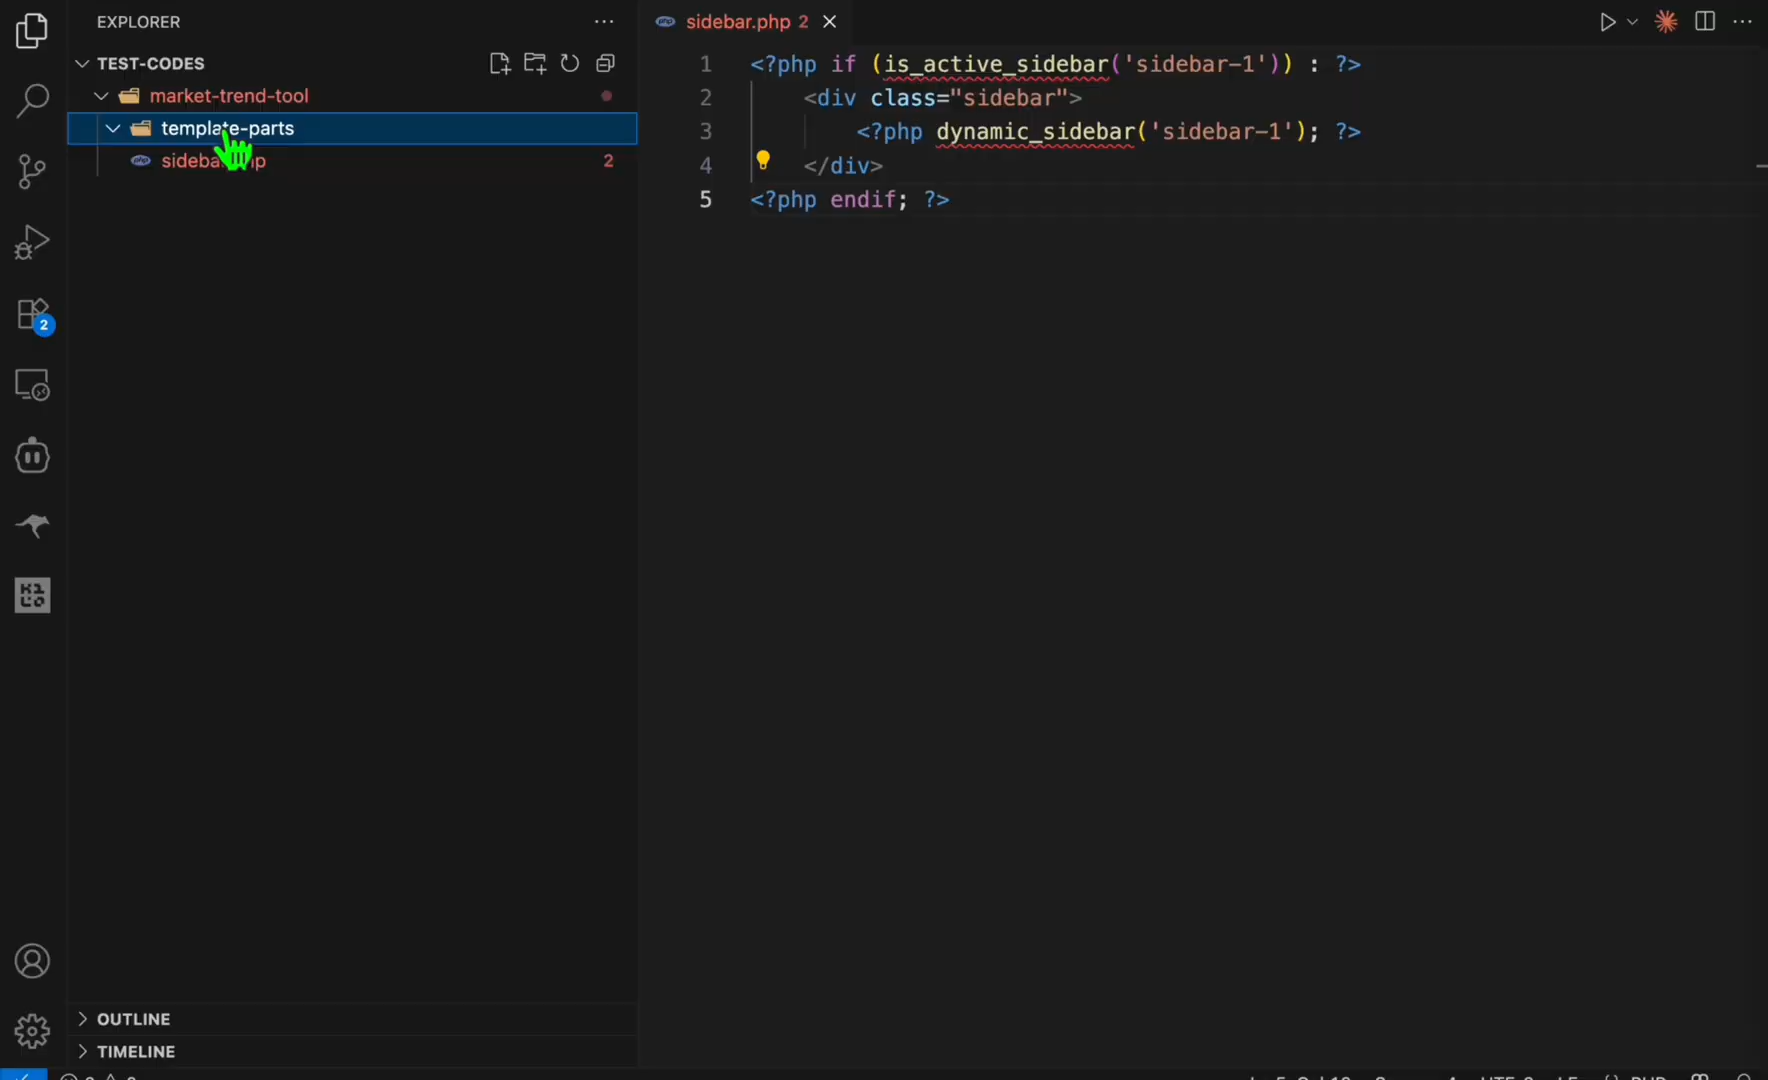 EXPLORER
TEST-CODES
market-trend-tool
template-parts
2
sidebar.php 2
1 <?php if (is_active_sidebar('sidebar-1')) : ?>
2 <div class="sidebar">
3 <?php dynamic_sidebar('sidebar-1'); ?>
4 </div>
5 <?php endif; ?>
2
OUTLINE
TIMELINE